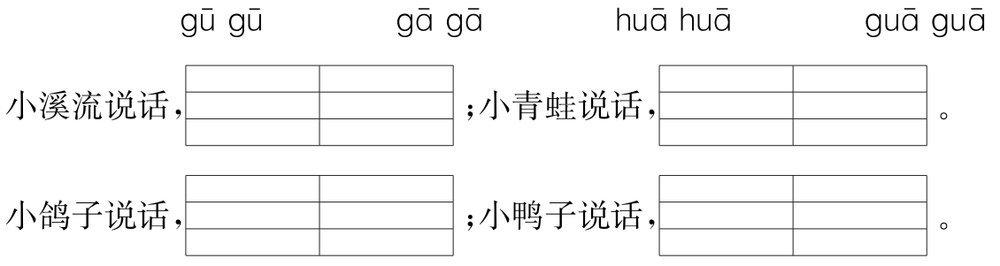 gū gū gā gā huā huā guā guā
小溪流说话， ；小青蛙说话， 。
小鸽子说话， ；小鸭子说话， 。